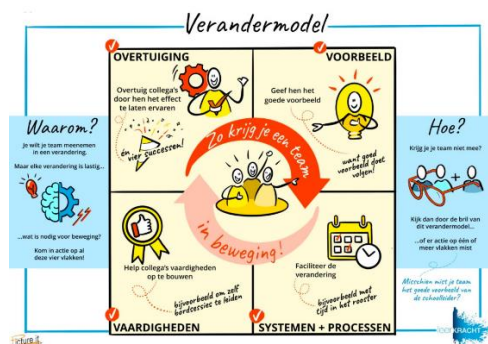 Verandermodel
OVERTUIGING
Overtuig collega's
door hen het effect
te laten ervaren
én
vier successen!
VOORBEELD
Geef hen het
goede voorbeeld
want goed
voorbeeld doet
volgen!
Waarom?
Je wilt je team meenemen
in een verandering.
Maar elke verandering is lastig...
...wat is nodig voor beweging?
Kom in actie op al
deze vier vlakken!
Zo krijg je een team
in beweging!
Hoe?
Krijg je je team niet mee?
Kijk dan door de bril van
dit verandermodel...
...of er actie op één of
meer vlakken mist
Misschien mist je team
het goede voorbeeld van
de schoolleider?
Help collega's vaardigheden
op te bouwen
bijvoorbeeld om zelf
bordsessies te leiden
VAARDIGHEDEN
Faciliteer de
verandering
bijvoorbeeld met
tijd in het rooster
SYSTEMEN + PROCESSEN
KRACHT